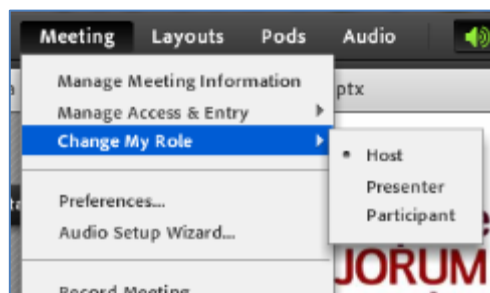 Meeting Layouts Pods Audio
Manage Meeting Information
ptx
Manage Access & Entry
Change My Role
Host
Presenter
Participant
Preferences...
Audio Setup Wizard...
JORUM
Record Meeting